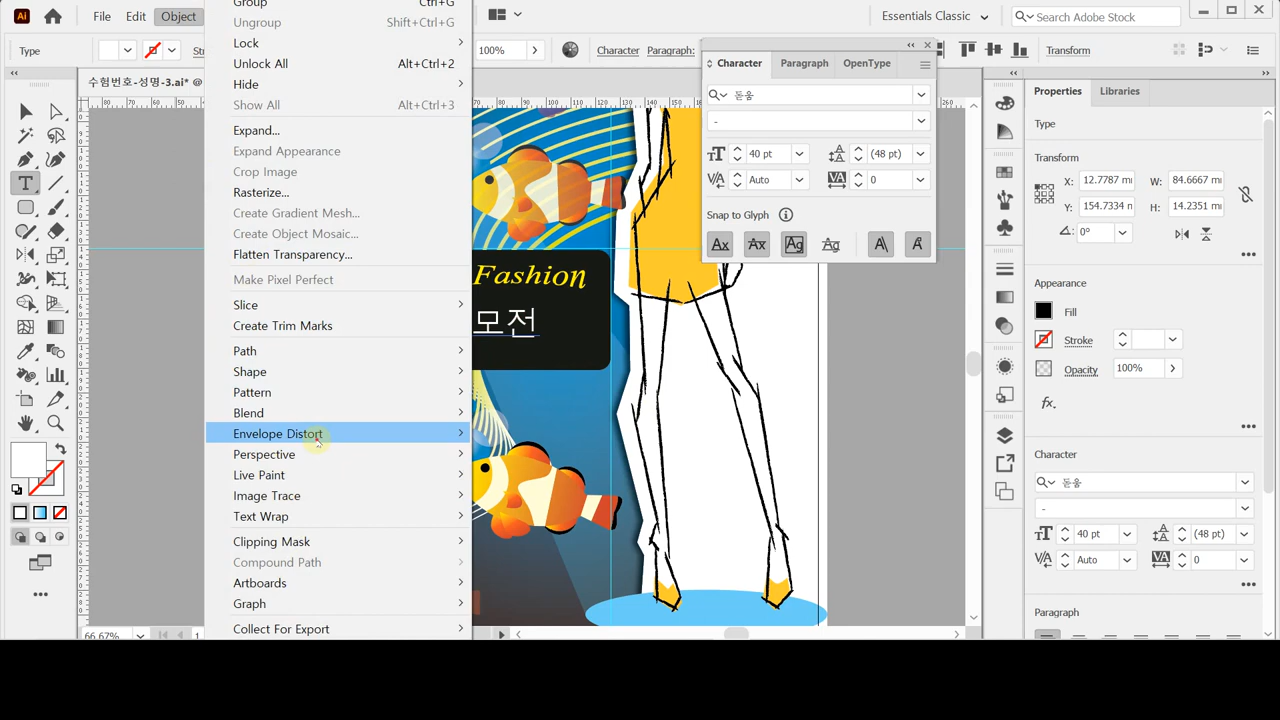 Ai File Edit Object Essentials Classic Search Adobe Stock
Type St 100% Character Paragraph: Transform
수험번호-성명-3.ai* @
Group Ctrl+G
Ungroup Shift+Ctrl+G
Lock
Unlock All Alt+Ctrl+2
Hide
Show All Alt+Ctrl+3
Expand...
Expand Appearance
Crop Image
Rasterize...
Create Gradient Mesh...
Create Object Mosaic...
Flatten Transparency...
Make Pixel Perfect
Slice
Create Trim Marks
Path
Shape
Pattern
Blend
Envelope Distort
Perspective
Live Paint
Image Trace
Text Wrap
Clipping Mask
Compound Path
Artboards
Graph
Collect For Export
66.67% 1
Fashion
모전
Character Paragraph OpenType
돋움
-
40 pt (48 pt)
Auto 0
Snap to Glyph
Properties Libraries
Type
Transform
X: 12.7787 m W: 84.6667 m
Y: 154.7334 H: 14.2351
0°
Appearance
Fill
Stroke
Opacity 100%
fx.
Character
돋움
-
40 pt (48 pt)
Auto 0
Paragraph